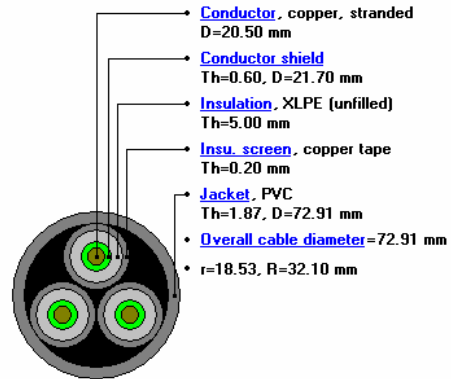 Conductor, copper, stranded
D=20.50 mm
Conductor shield
Th=0.60, D=21.70 mm
Insulation, XLPE (unfilled)
Th=5.00 mm
Insu. screen, copper tape
Th=0.20 mm
Jacket, PVC
Th=1.87, D=72.91 mm
Overall cable diameter=72.91 mm
r=18.53, R=32.10 mm